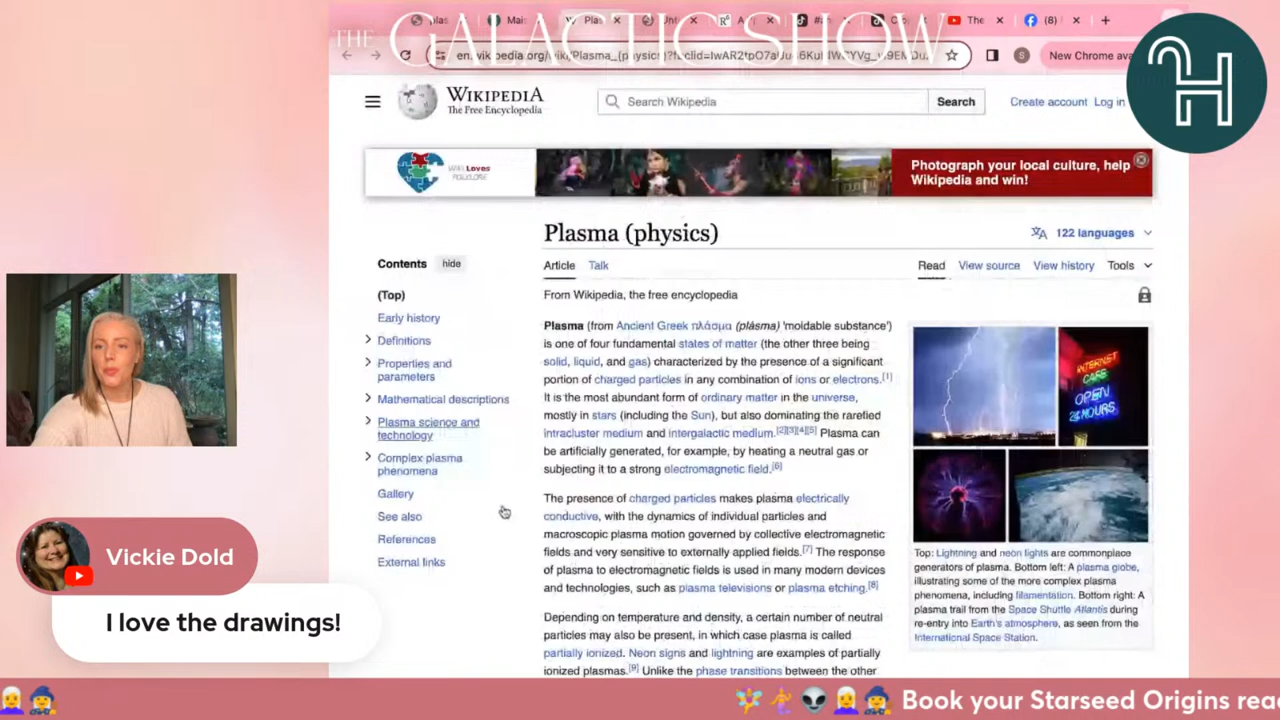 THE GALACTIC SHOW
plas
Mai
Plas
Unt
The
(8)
New Chrome ava
H
WIKIPEDIA
The Free Encyclopedia
Search Wikipedia
Search
Create account Log in
Wiki Loves
FOLKLORE
Photograph your local culture, help
Wikipedia and win!
Plasma (physics)
122 languages
Contents hide
Article Talk
Read View source View history Tools
(Top)
Early history
Definitions
Properties and
parameters
Mathematical descriptions
Plasma science and
technology
Complex plasma
phenomena
Gallery
See also
References
External links
From Wikipedia, the free encyclopedia
Plasma (from Ancient Greek πλάσμα (plásma) 'moldable substance')
is one of four fundamental states of matter (the other three being
solid, liquid, and gas) characterized by the presence of a significant
portion of charged particles in any combination of ions or electrons.[1]
It is the most abundant form of ordinary matter in the universe,
mostly in stars (including the Sun), but also dominating the rarefied
intracluster medium and intergalactic medium.[2][3][4][5] Plasma can
be artificially generated, for example, by heating a neutral gas or
subjecting it to a strong electromagnetic field.[6]
The presence of charged particles makes plasma electrically
conductive, with the dynamics of individual particles and
macroscopic plasma motion governed by collective electromagnetic
fields and very sensitive to externally applied fields.[7] The response
of plasma to electromagnetic fields is used in many modern devices
and technologies, such as plasma televisions or plasma etching.[8]
Depending on temperature and density, a certain number of neutral
particles may also be present, in which case plasma is called
partially ionized. Neon signs and lightning are examples of partially
ionized plasmas.[9] Unlike the phase transitions between the other
INTERNET
CAFE
OPEN
24 HOURS
Top: Lightning and neon lights are commonplace
generators of plasma. Bottom left: A plasma globe,
illustrating some of the more complex plasma
phenomena, including filamentation. Bottom right: A
plasma trail from the Space Shuttle Atlantis during
re-entry into Earth's atmosphere, as seen from the
International Space Station.
Vickie Dold
I love the drawings!
Book your Starseed Origins rea